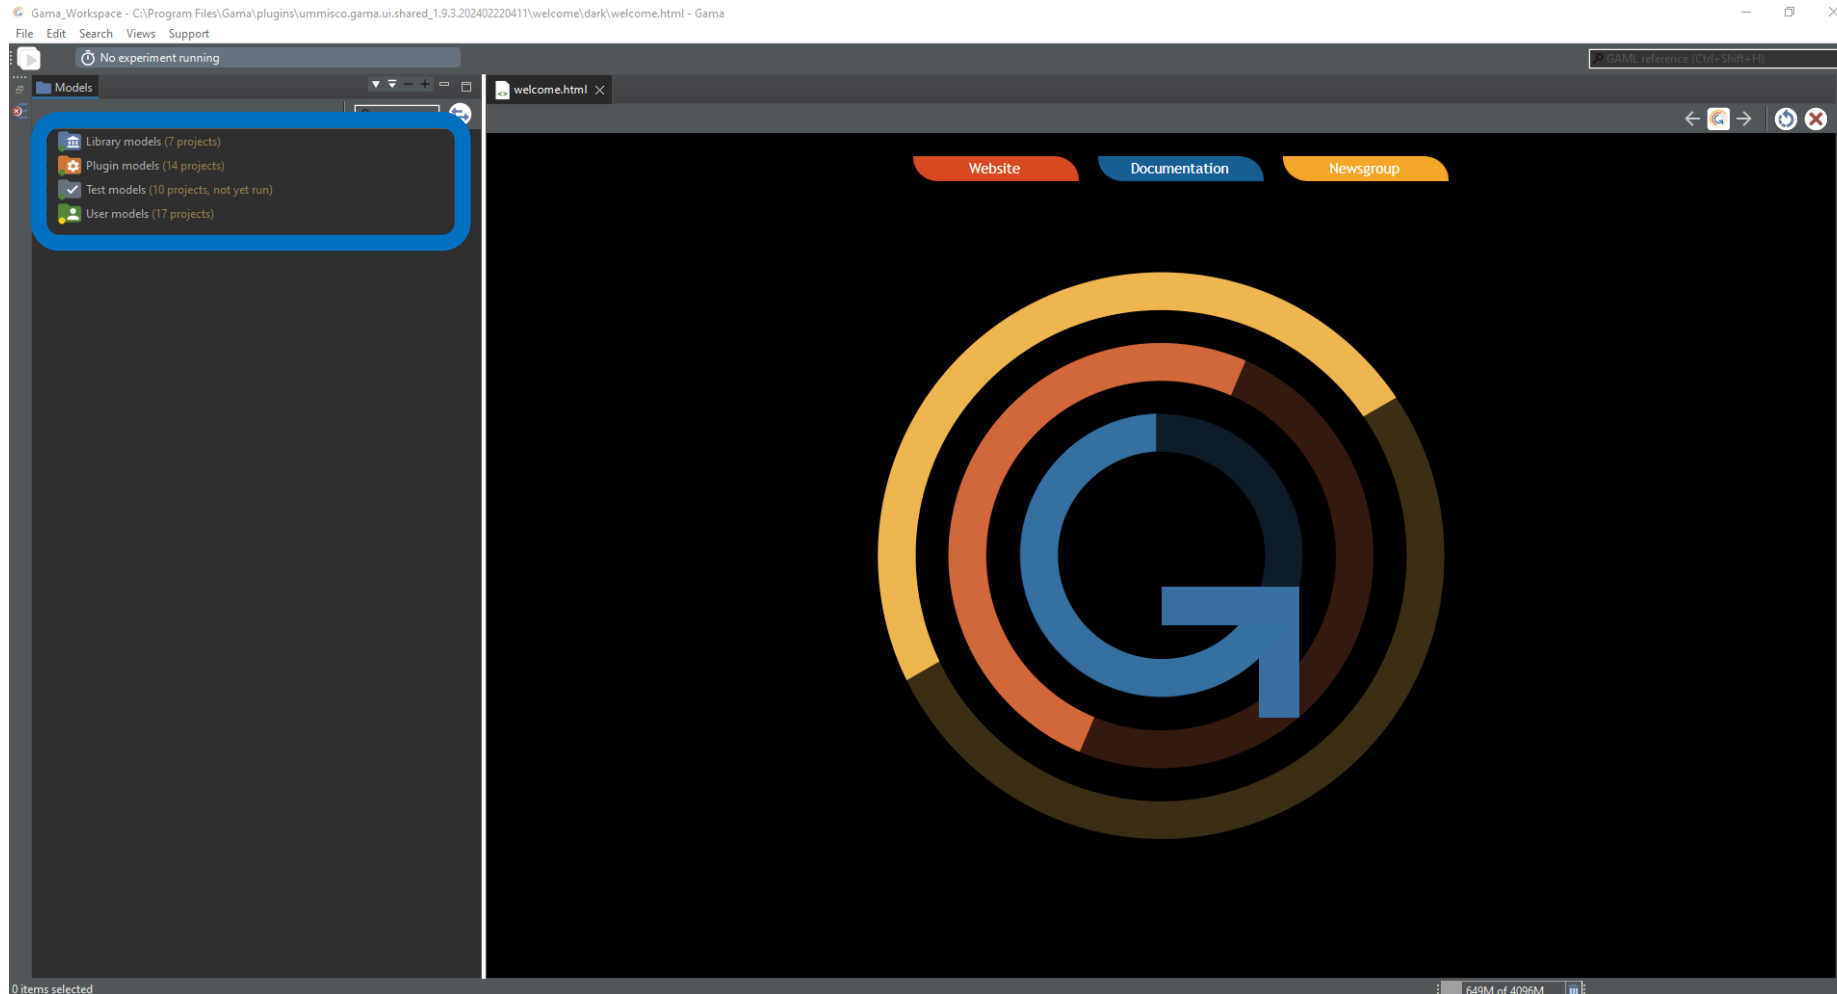 Gama_Workspace - C:\Program Files\Gama\plugins\ummisco.gama.ui.shared_1.9.3.202402220411\welcome\dark\welcome.html - Gama
File Edit Search Views Support
No experiment running
GAML reference (Ctrl+Shift+H)
Models
welcome.html
Library models (7 projects)
Plugin models (14 projects)
Test models (10 projects, not yet run)
User models (17 projects)
Website Documentation Newsgroup
0 items selected
649M of 4096M